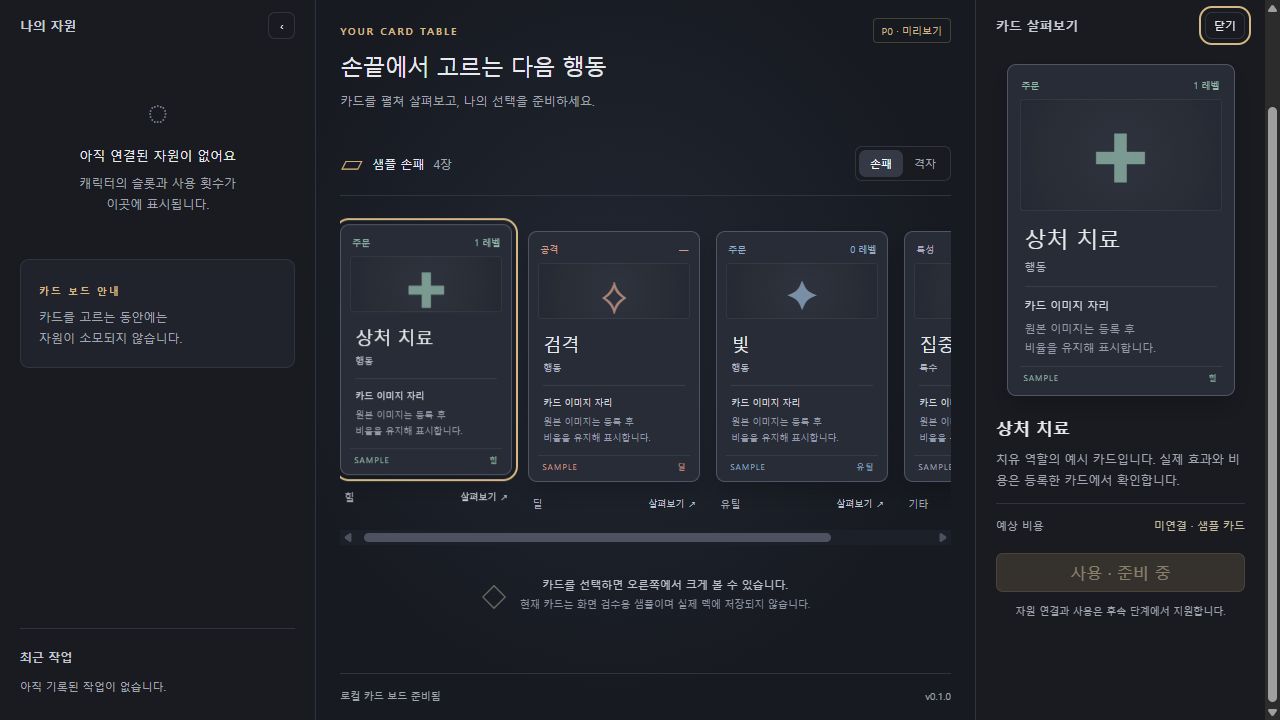 나의 자원
‹
아직 연결된 자원이 없어요
캐릭터의 슬롯과 사용 횟수가
이곳에 표시됩니다.
카드 보드 안내
카드를 고르는 동안에는
자원이 소모되지 않습니다.
최근 작업
아직 기록된 작업이 없습니다.
YOUR CARD TABLE
P0 · 미리보기
손끝에서 고르는 다음 행동
카드를 펼쳐 살펴보고, 나의 선택을 준비하세요.
샘플 손패 4장
손패 격자
주문 1 레벨
상처 치료
행동
카드 이미지 자리
원본 이미지는 등록 후
비율을 유지해 표시합니다.
SAMPLE 힐
힐 살펴보기 ↗
공격 —
검격
행동
카드 이미지 자리
원본 이미지는 등록 후
비율을 유지해 표시합니다.
SAMPLE 딜
딜 살펴보기 ↗
주문 0 레벨
빛
행동
카드 이미지 자리
원본 이미지는 등록 후
비율을 유지해 표시합니다.
SAMPLE 유틸
유틸 살펴보기 ↗
특성
집중
특수
카드 이
원본 이
비율을
SAMPLE
기타
카드를 선택하면 오른쪽에서 크게 볼 수 있습니다.
현재 카드는 화면 검수용 샘플이며 실제 덱에 저장되지 않습니다.
로컬 카드 보드 준비됨
v0.1.0
카드 살펴보기
닫기
주문 1 레벨
상처 치료
행동
카드 이미지 자리
원본 이미지는 등록 후
비율을 유지해 표시합니다.
SAMPLE 힐
상처 치료
치유 역할의 예시 카드입니다. 실제 효과와 비
용은 등록한 카드에서 확인합니다.
예상 비용 미연결 · 샘플 카드
사용 · 준비 중
자원 연결과 사용은 후속 단계에서 지원합니다.